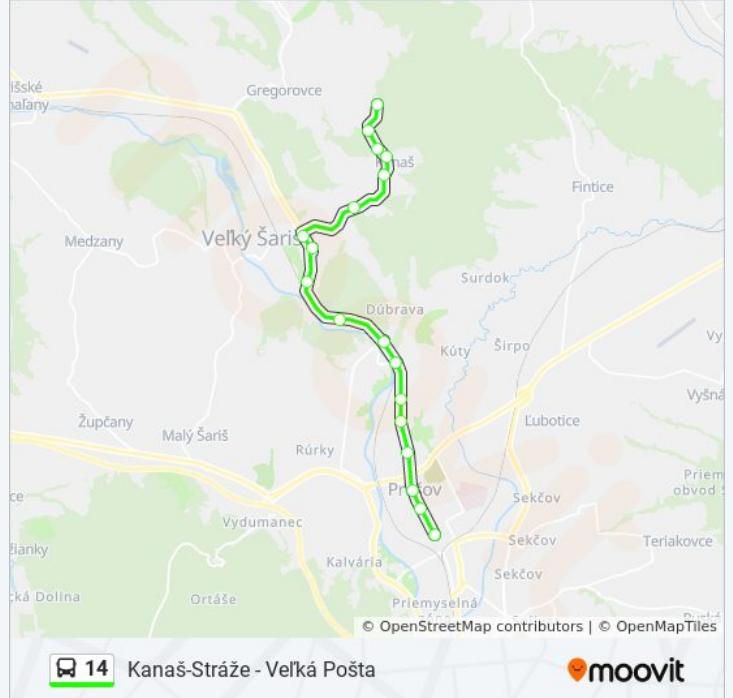 Gregorovce
Kanaš
Fintice
Medzany
Veľký Šariš
Surdok
Dúbrava
Kúty
Širpo
Župčany
Malý Šariš
Ľubotice
Rúrky
Prešov
Sekčov
Vydumanec
Sekčov
Teriakovce
Kalvária
Sekčov
Ortáše
Priemyselná
© OpenStreetMap contributors | © OpenMapTiles
14 Kanaš-Stráže - Veľká Pošta
moovit